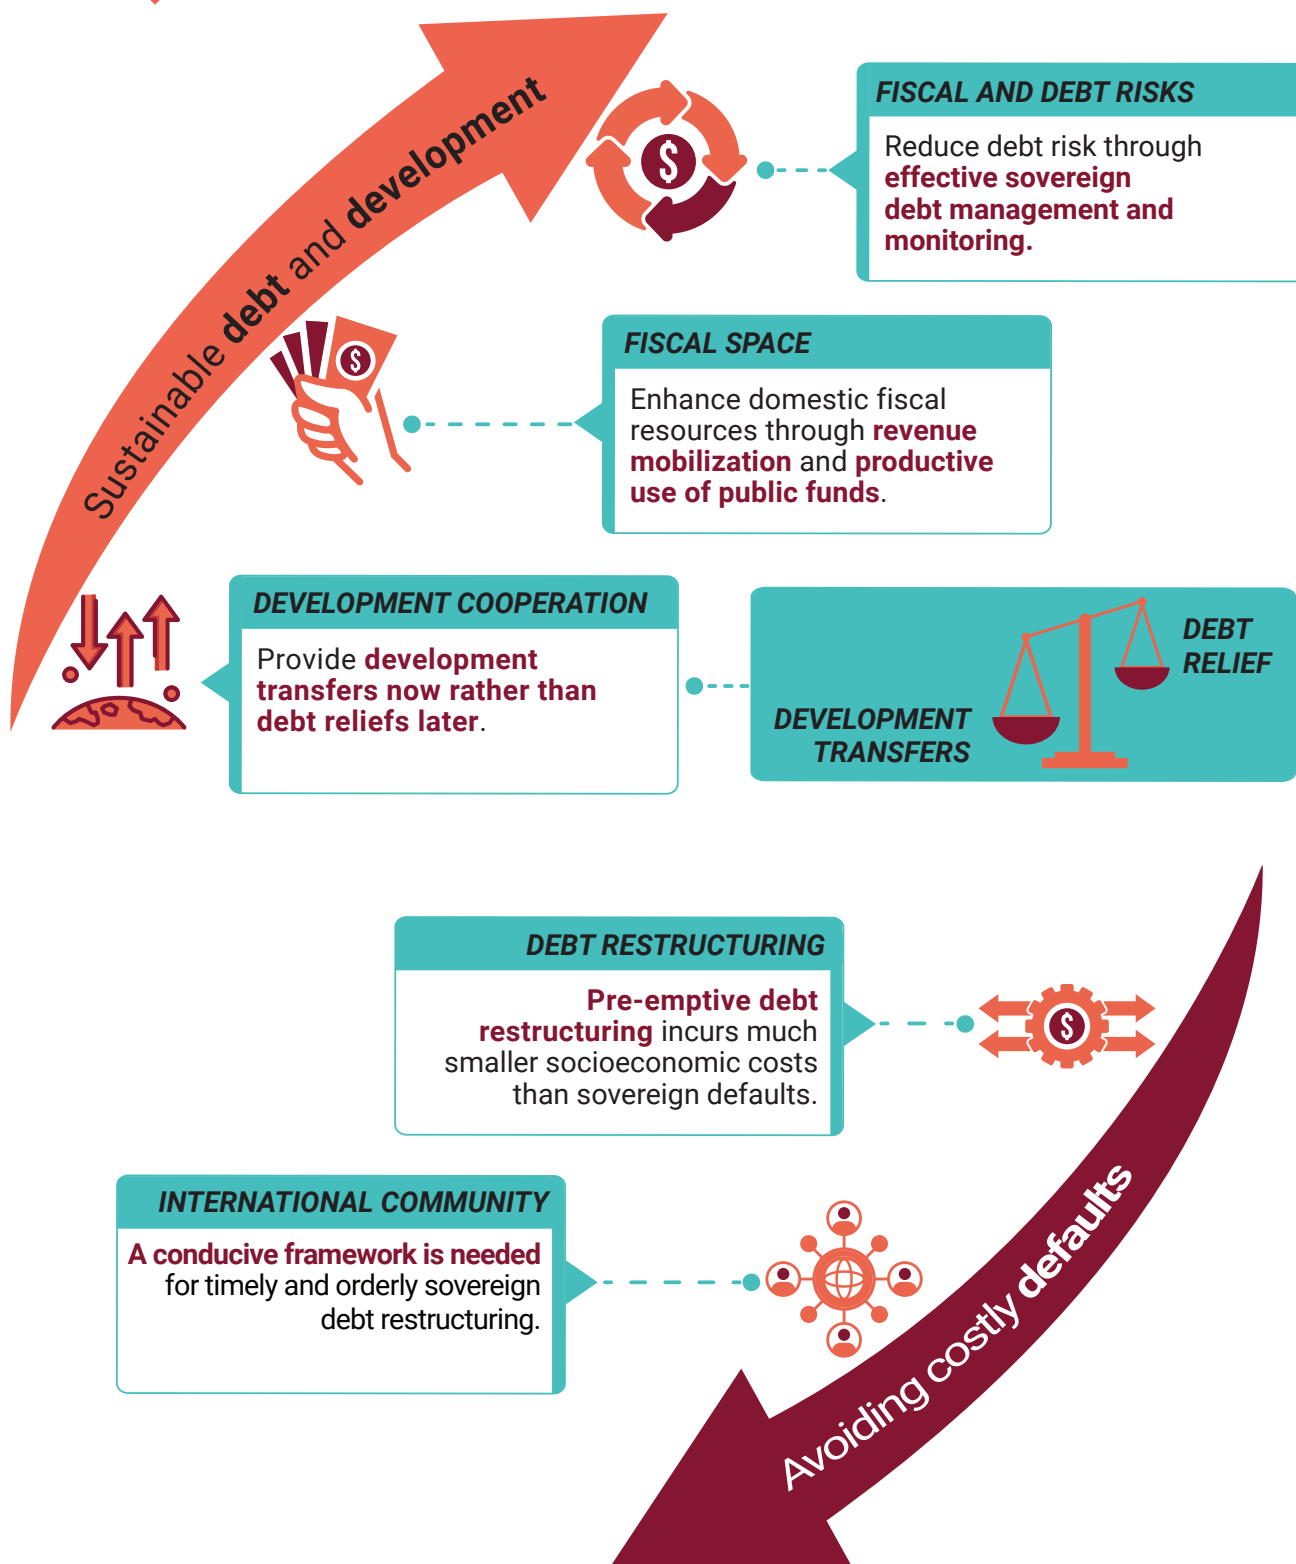 Sustainable debt and development
FISCAL AND DEBT RISKS
Reduce debt risk through
effective sovereign
debt management and
monitoring.
FISCAL SPACE
Enhance domestic fiscal
resources through revenue
mobilization and productive
use of public funds.
DEVELOPMENT COOPERATION
Provide development
transfers now rather than
debt reliefs later.
DEBT
RELIEF
DEVELOPMENT
TRANSFERS
DEBT RESTRUCTURING
Pre-emptive debt
restructuring incurs much
smaller socioeconomic costs
than sovereign defaults.
INTERNATIONAL COMMUNITY
A conducive framework is needed
for timely and orderly sovereign
debt restructuring.
Avoiding costly defaults